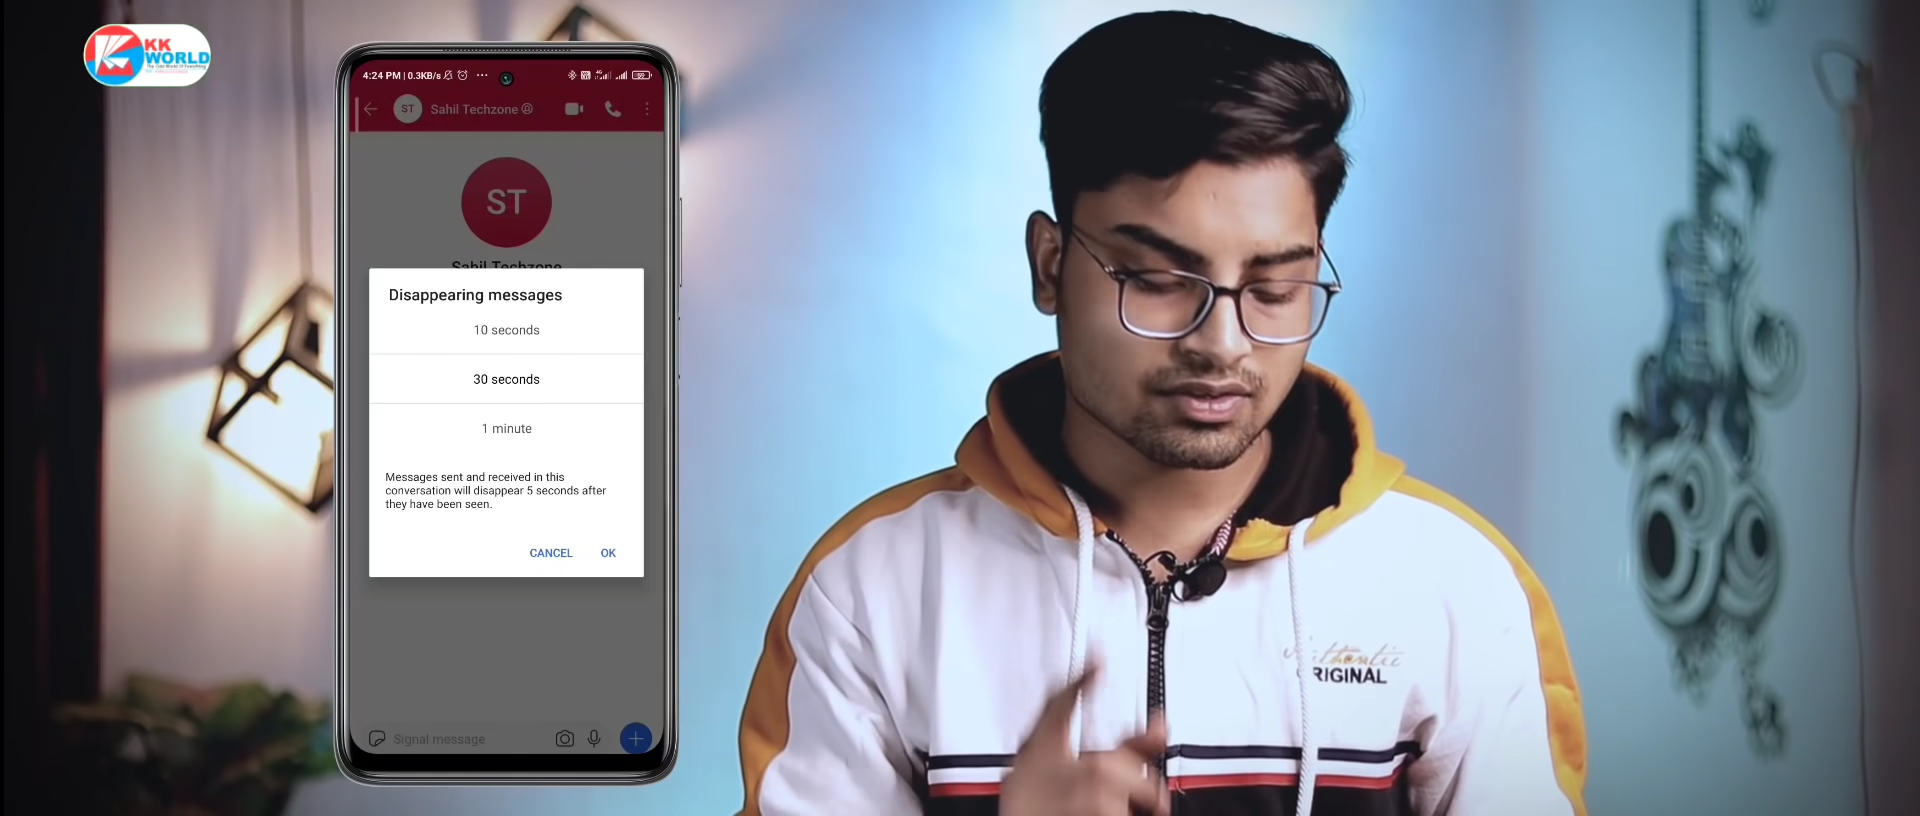 KK
WORLD
4:24 PM | 0.3KB/s
ST
Sahil Techzone
ST
Sahil Techzone
Disappearing messages
10 seconds
30 seconds
1 minute
Messages sent and received in this
conversation will disappear 5 seconds after
they have been seen.
CANCEL
OK
Signal message
Authentic
RIGINAL